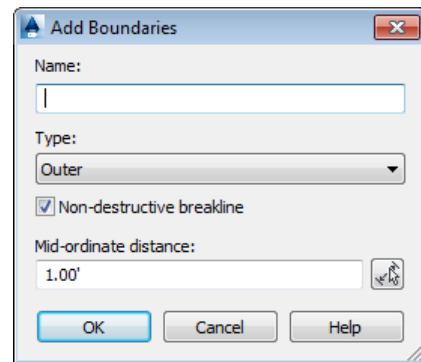 Add Boundaries
Name:
Type:
Outer
Non-destructive breakline
Mid-ordinate distance:
1.00'
OK Cancel Help